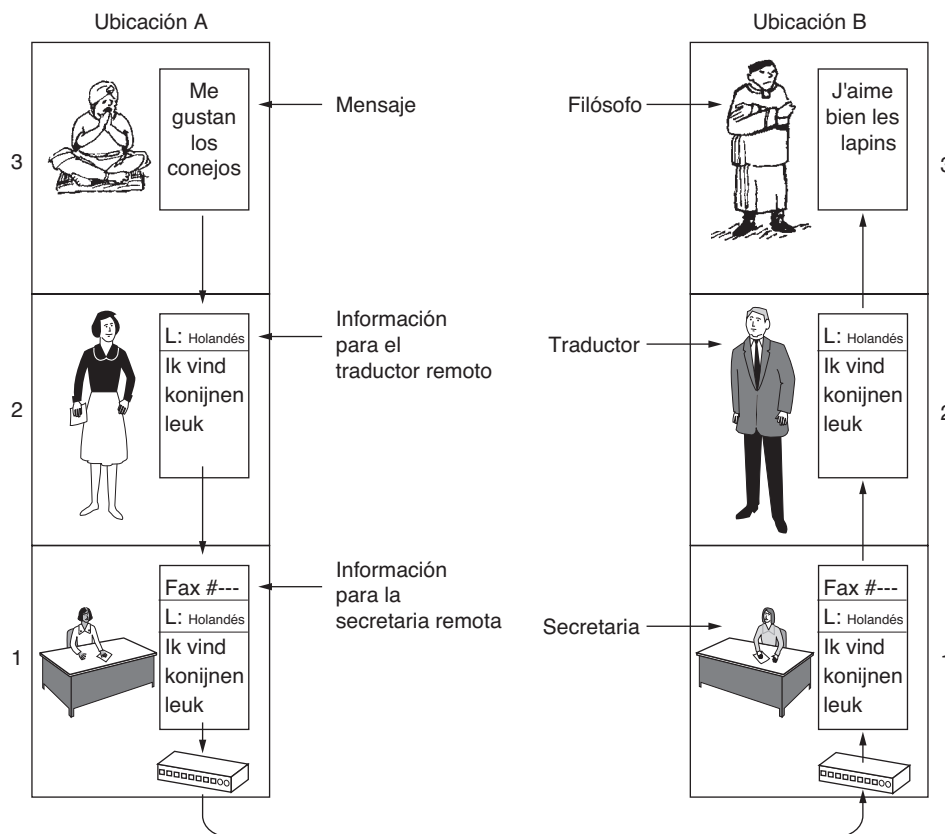 Ubicación A
3
Me
gustan
los
conejos
Mensaje
2
L: Holandés
Ik vind
konijnen
leuk
Información
para el
traductor remoto
1
Fax #---
L: Holandés
Ik vind
konijnen
leuk
Información
para la
secretaria remota
Ubicación B
Filósofo
J'aime
bien les
lapins
3
Traductor
L: Holandés
Ik vind
konijnen
leuk
2
Secretaria
Fax #---
L: Holandés
Ik vind
konijnen
leuk